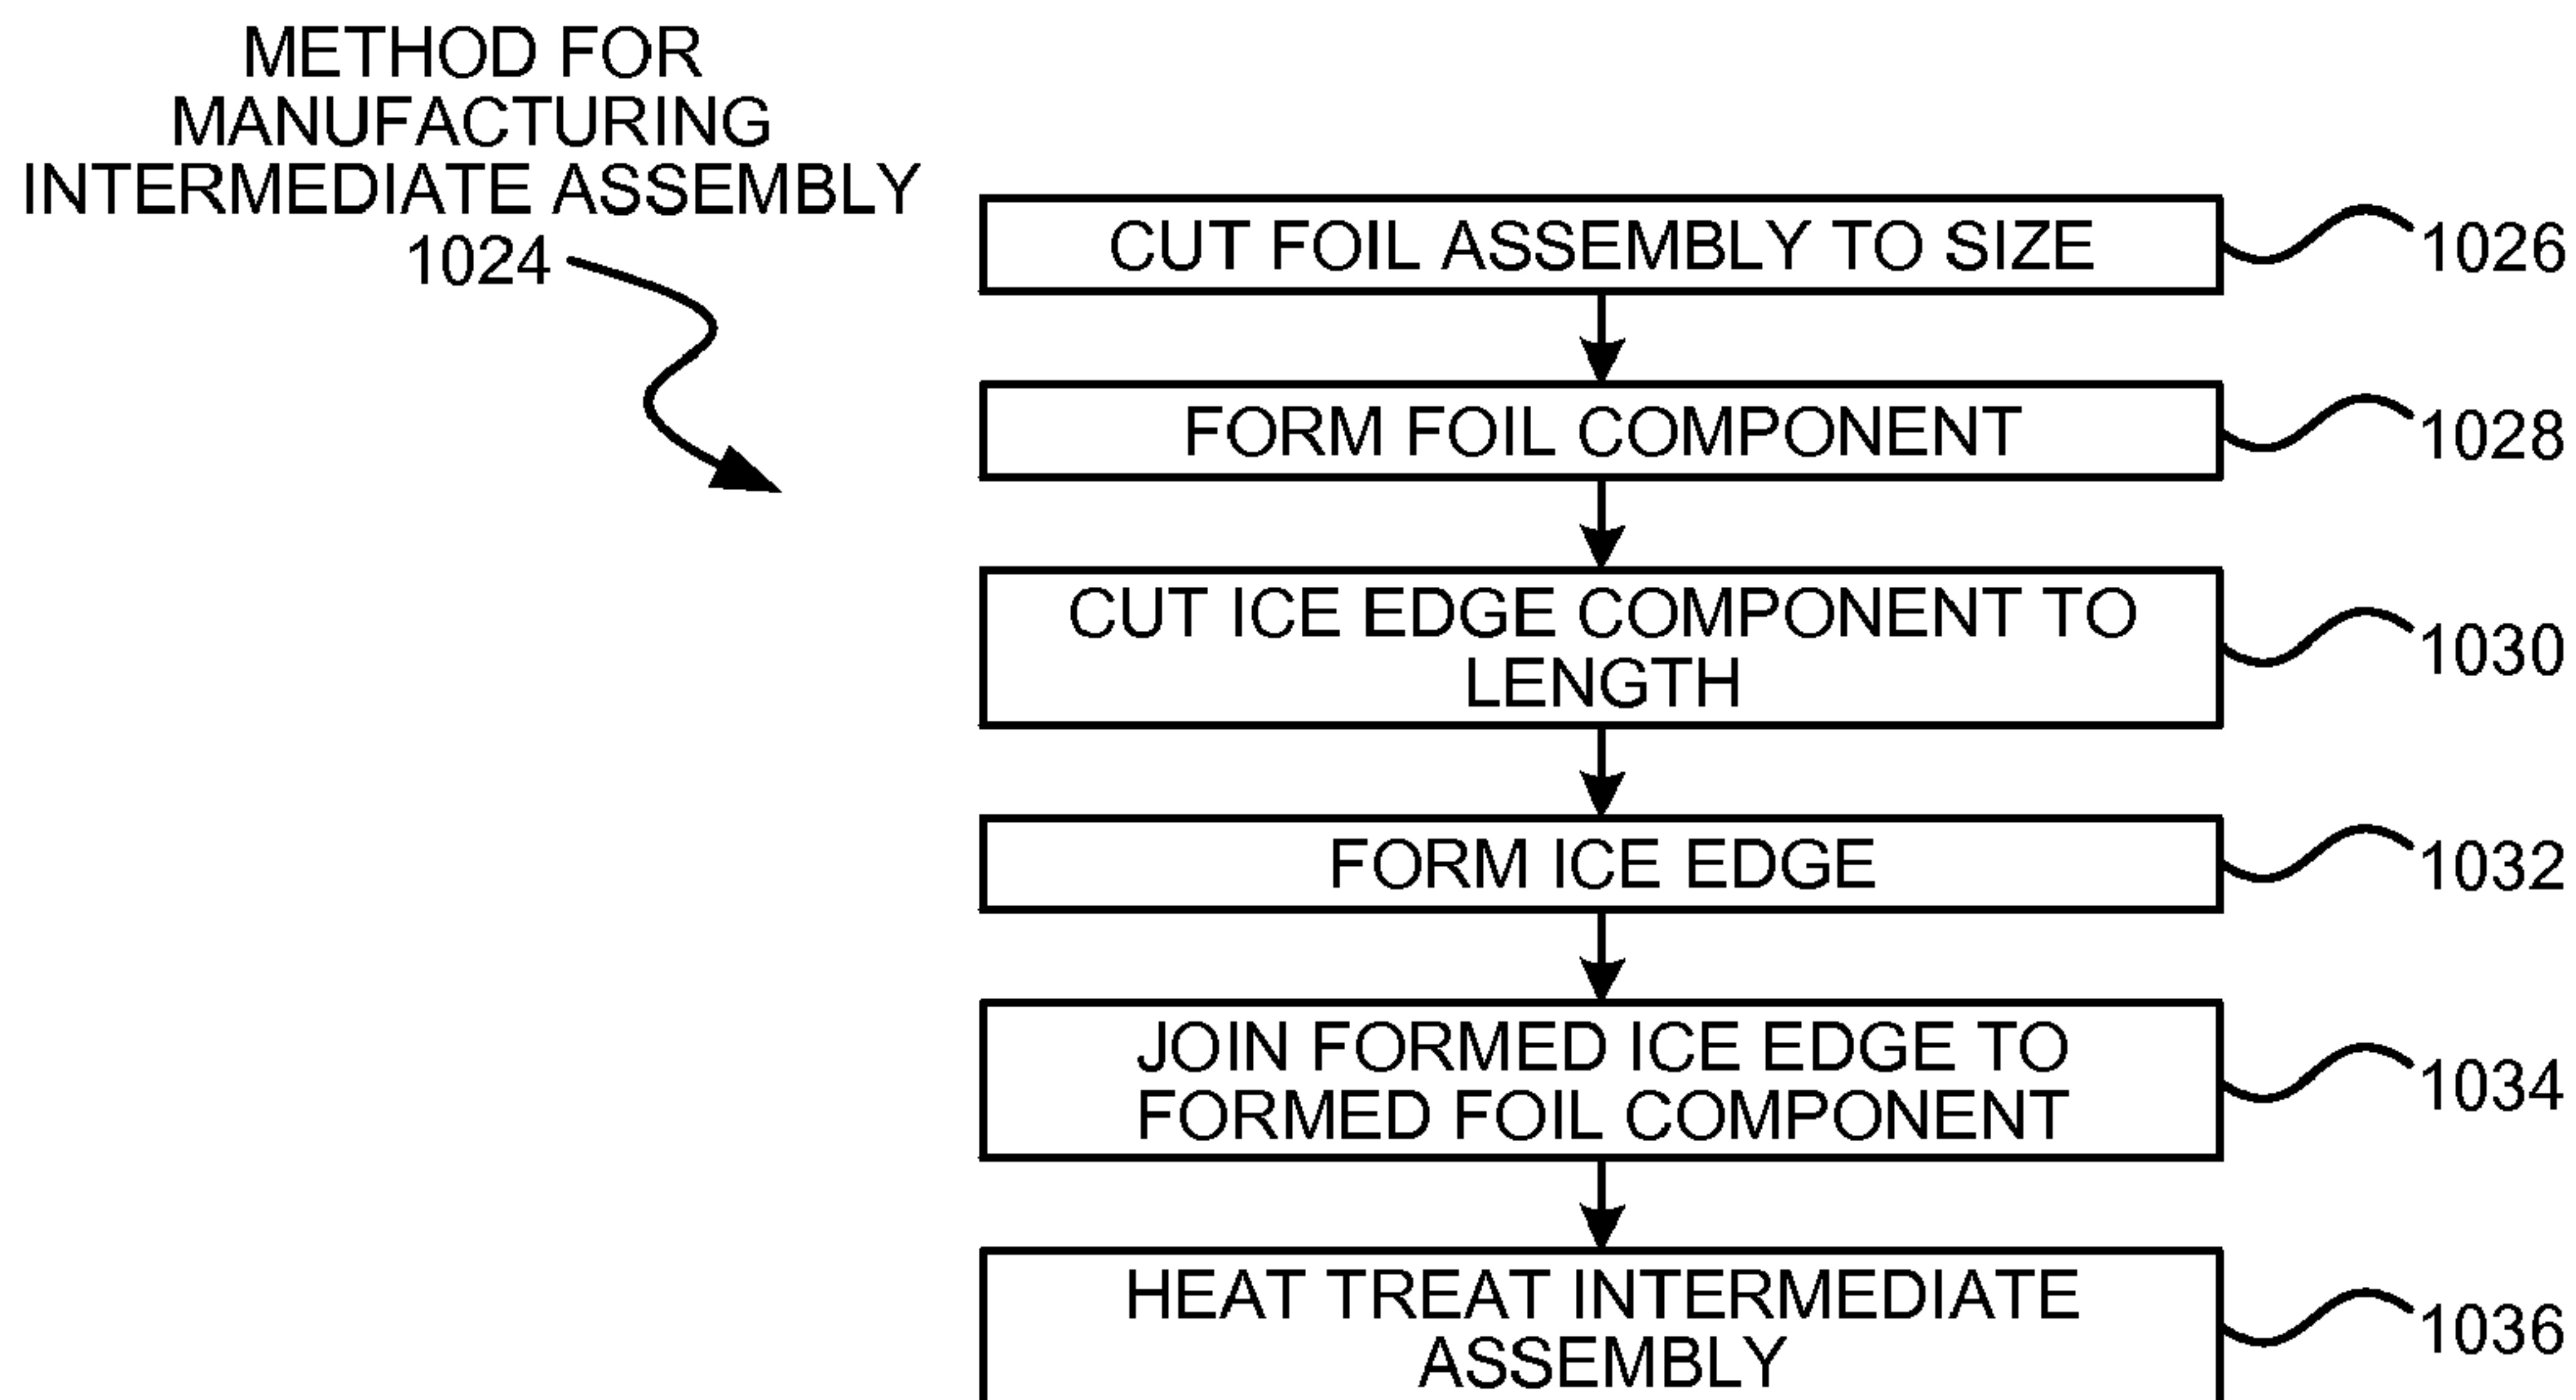 METHOD FOR
MANUFACTURING
INTERMEDIATE ASSEMBLY
1024
CUT FOIL ASSEMBLY TO SIZE
1026
FORM FOIL COMPONENT
1028
CUT ICE EDGE COMPONENT TO
LENGTH
1030
FORM ICE EDGE
1032
JOIN FORMED ICE EDGE TO
FORMED FOIL COMPONENT
1034
HEAT TREAT INTERMEDIATE
ASSEMBLY
1036